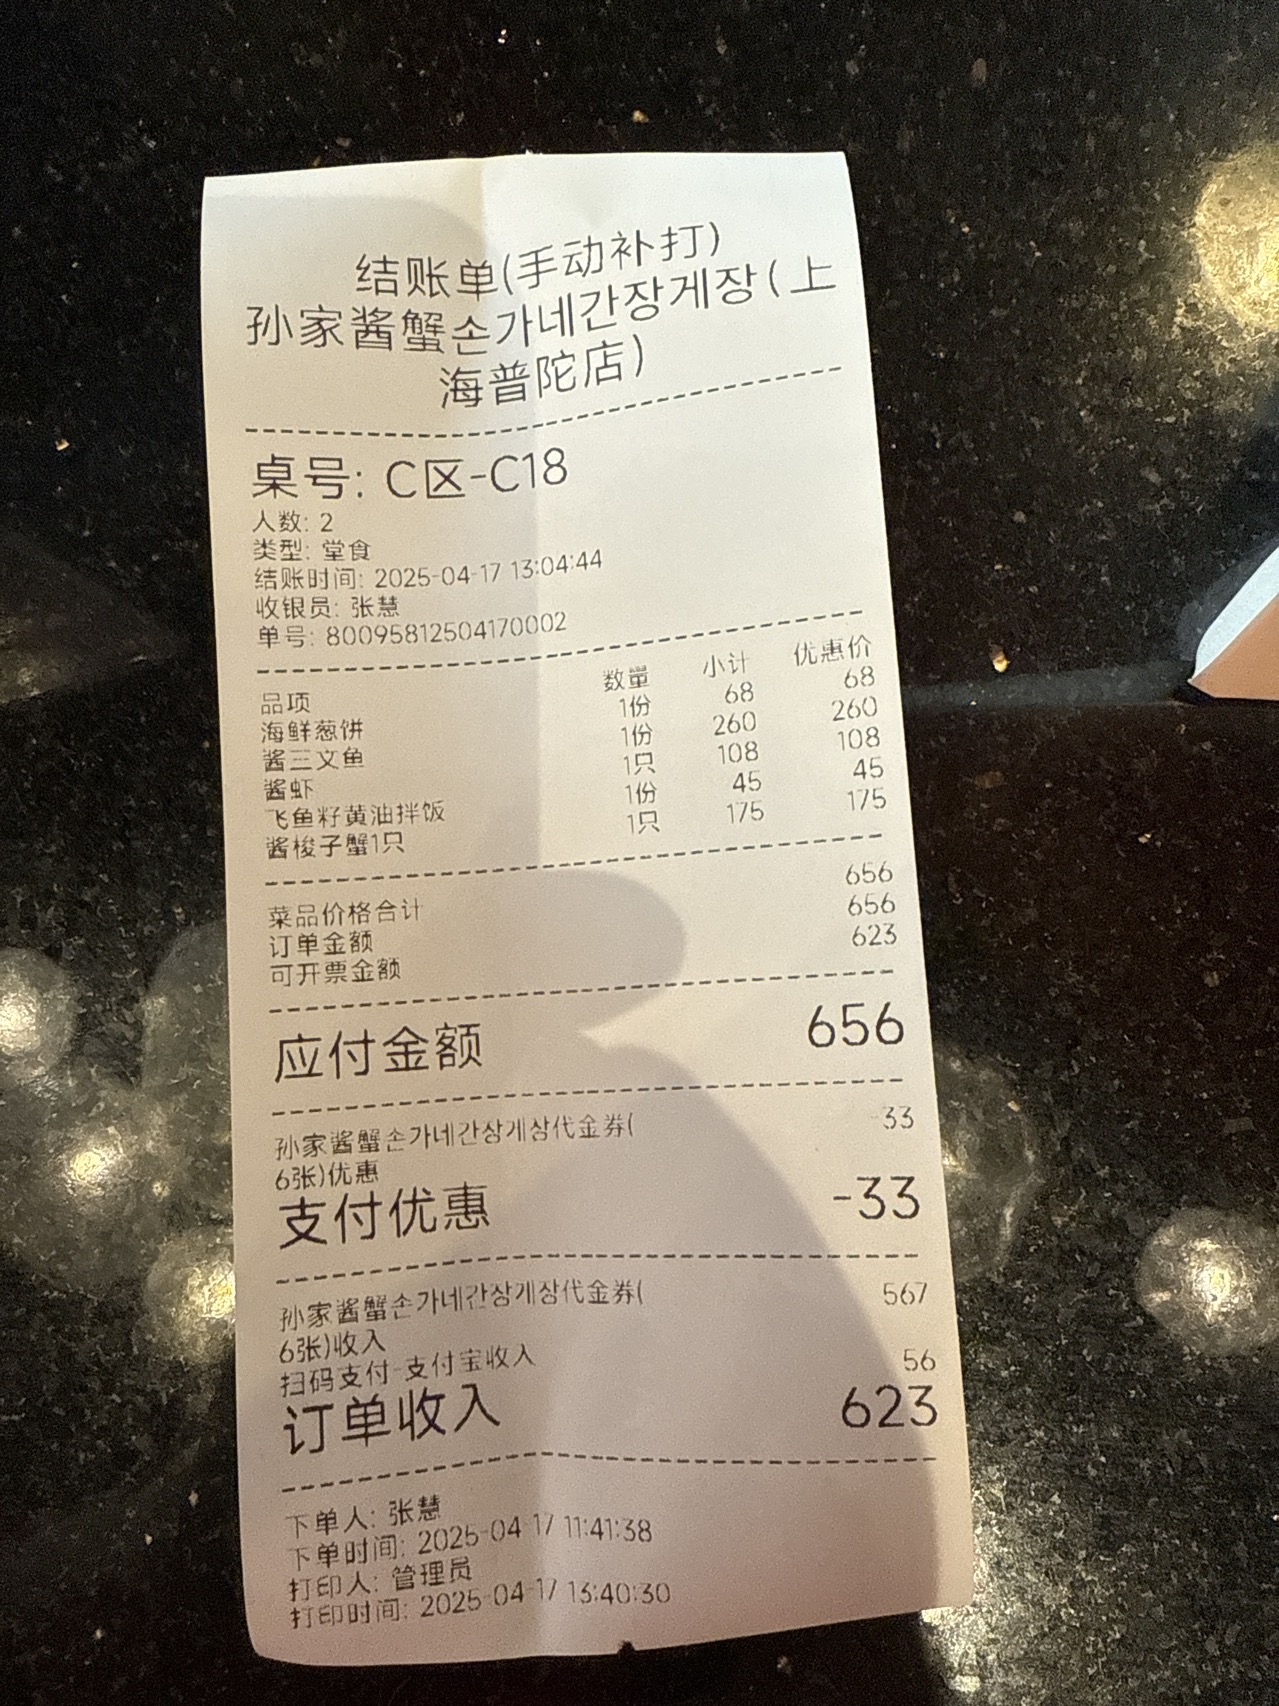 结账单(手动补打)
孙家酱蟹손가네간장게장(上
海普陀店)
桌号: C区-C18
人数: 2
类型: 堂食
结账时间: 2025-04-17 13:04:44
收银员: 张慧
单号: 80095812504170002
品项 数量 小计 优惠价
海鲜葱饼 1份 68 68
酱三文鱼 1份 260 260
酱虾 1只 108 108
飞鱼籽黄油拌饭 1份 45 45
酱梭子蟹1只 1只 175 175
菜品价格合计 656
订单金额 656
可开票金额 623
应付金额 656
孙家酱蟹손가네간장게장代金券( -33
6张)优惠
支付优惠 -33
孙家酱蟹손가네간장게장代金券( 567
6张)收入
扫码支付-支付宝收入 56
订单收入 623
下单人: 张慧
下单时间: 2025-04-17 11:41:38
打印人: 管理员
打印时间: 2025-04-17 13:40:30